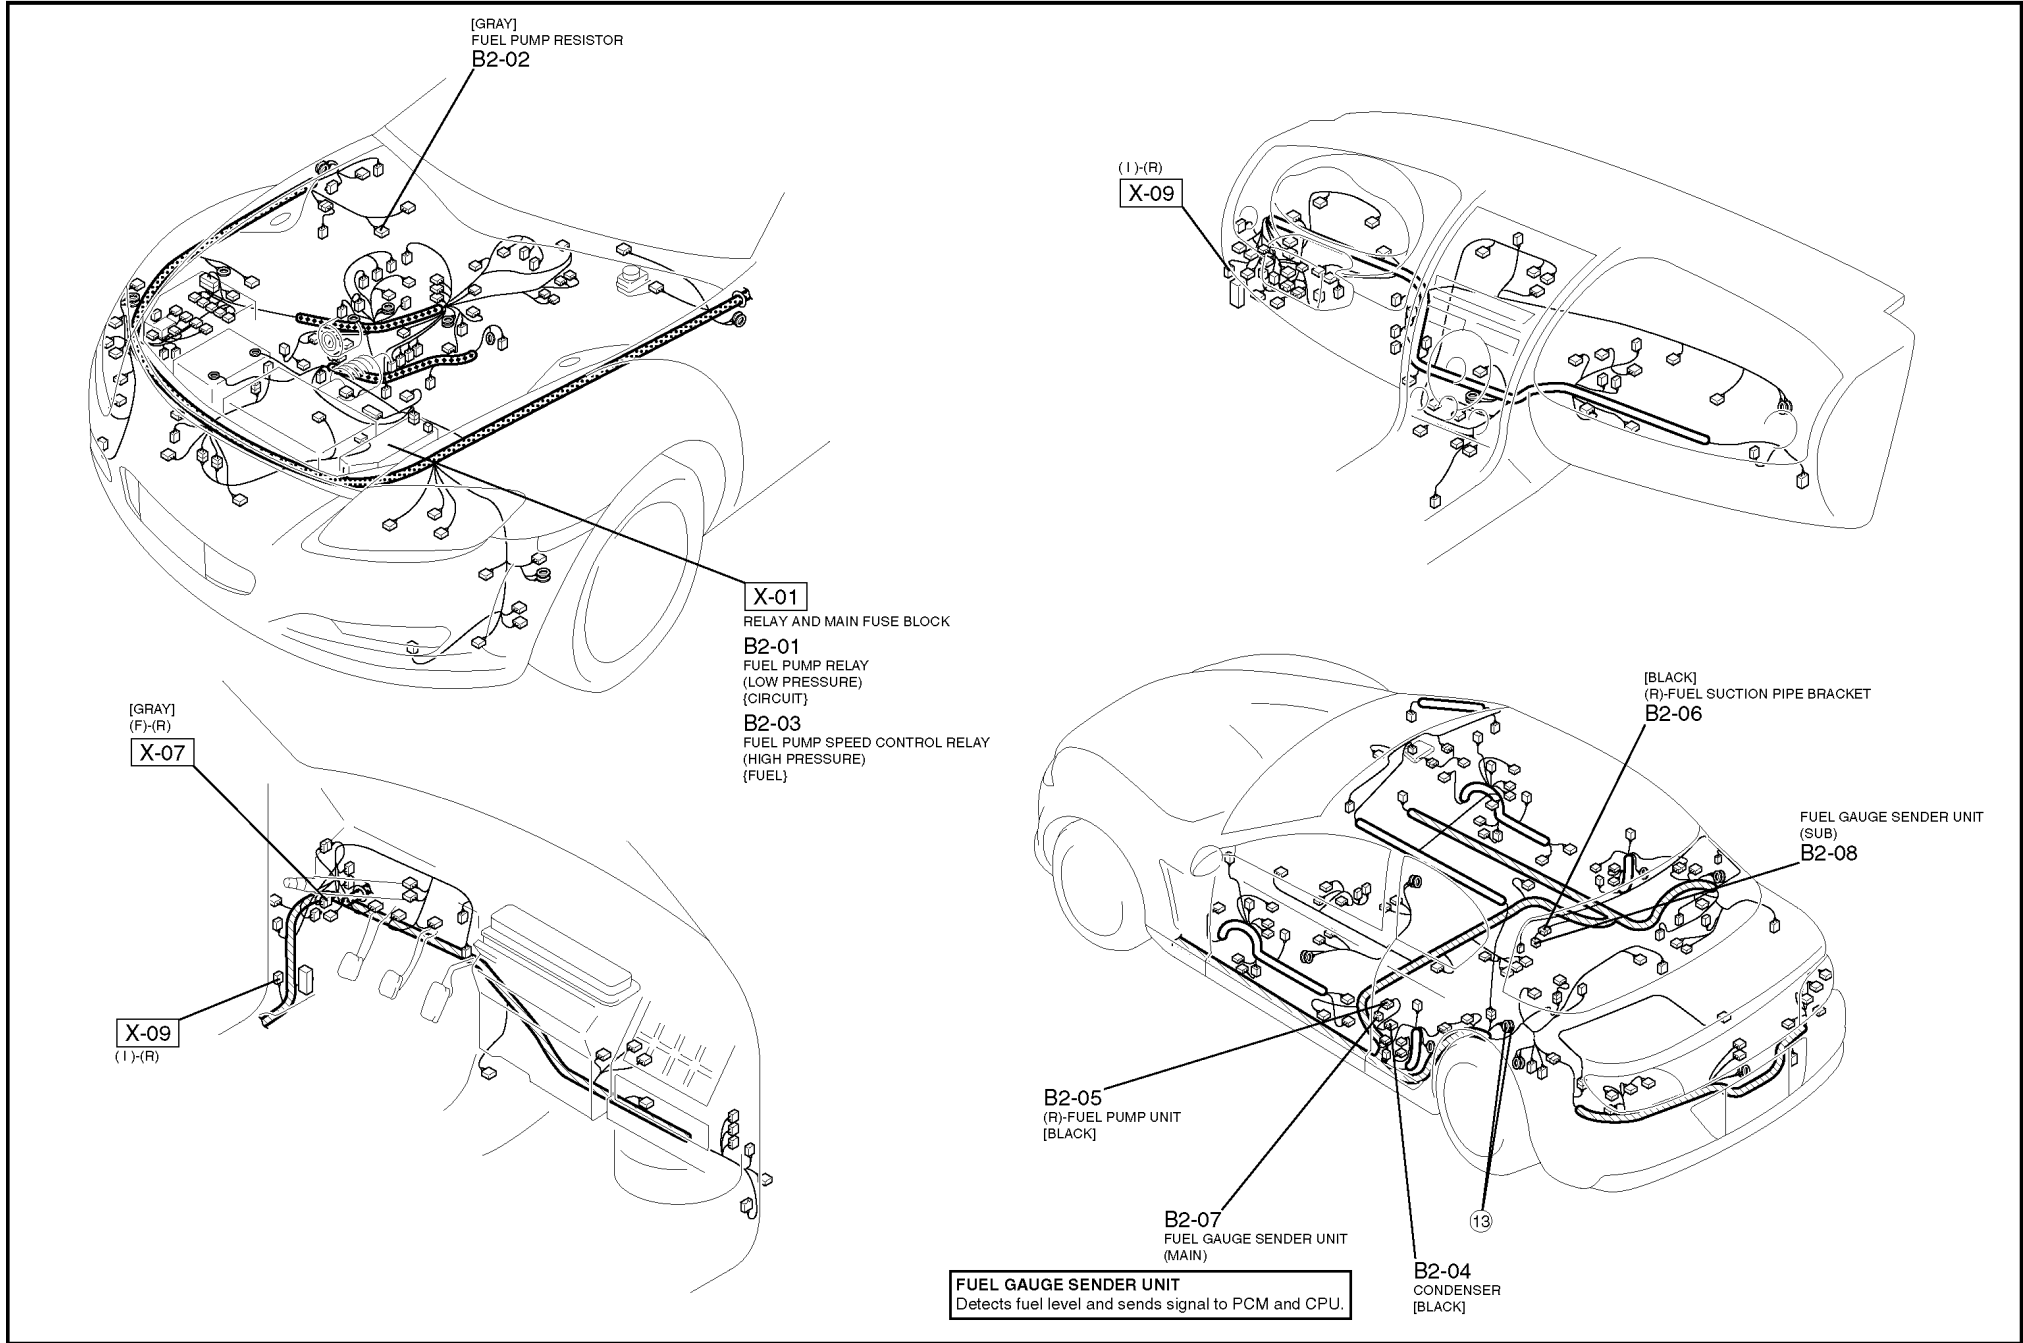 [GRAY]
FUEL PUMP RESISTOR
B2-02
( I )-(R)
X-09
X-01
RELAY AND MAIN FUSE BLOCK
B2-01
FUEL PUMP RELAY
(LOW PRESSURE)
{CIRCUIT}
B2-03
FUEL PUMP SPEED CONTROL RELAY
(HIGH PRESSURE)
{FUEL}
[GRAY]
(F)-(R)
X-07
X-09
( I )-(R)
[BLACK]
(R)-FUEL SUCTION PIPE BRACKET
B2-06
FUEL GAUGE SENDER UNIT
(SUB)
B2-08
B2-05
(R)-FUEL PUMP UNIT
[BLACK]
B2-07
FUEL GAUGE SENDER UNIT
(MAIN)
13
B2-04
CONDENSER
[BLACK]
FUEL GAUGE SENDER UNIT
Detects fuel level and sends signal to PCM and CPU.